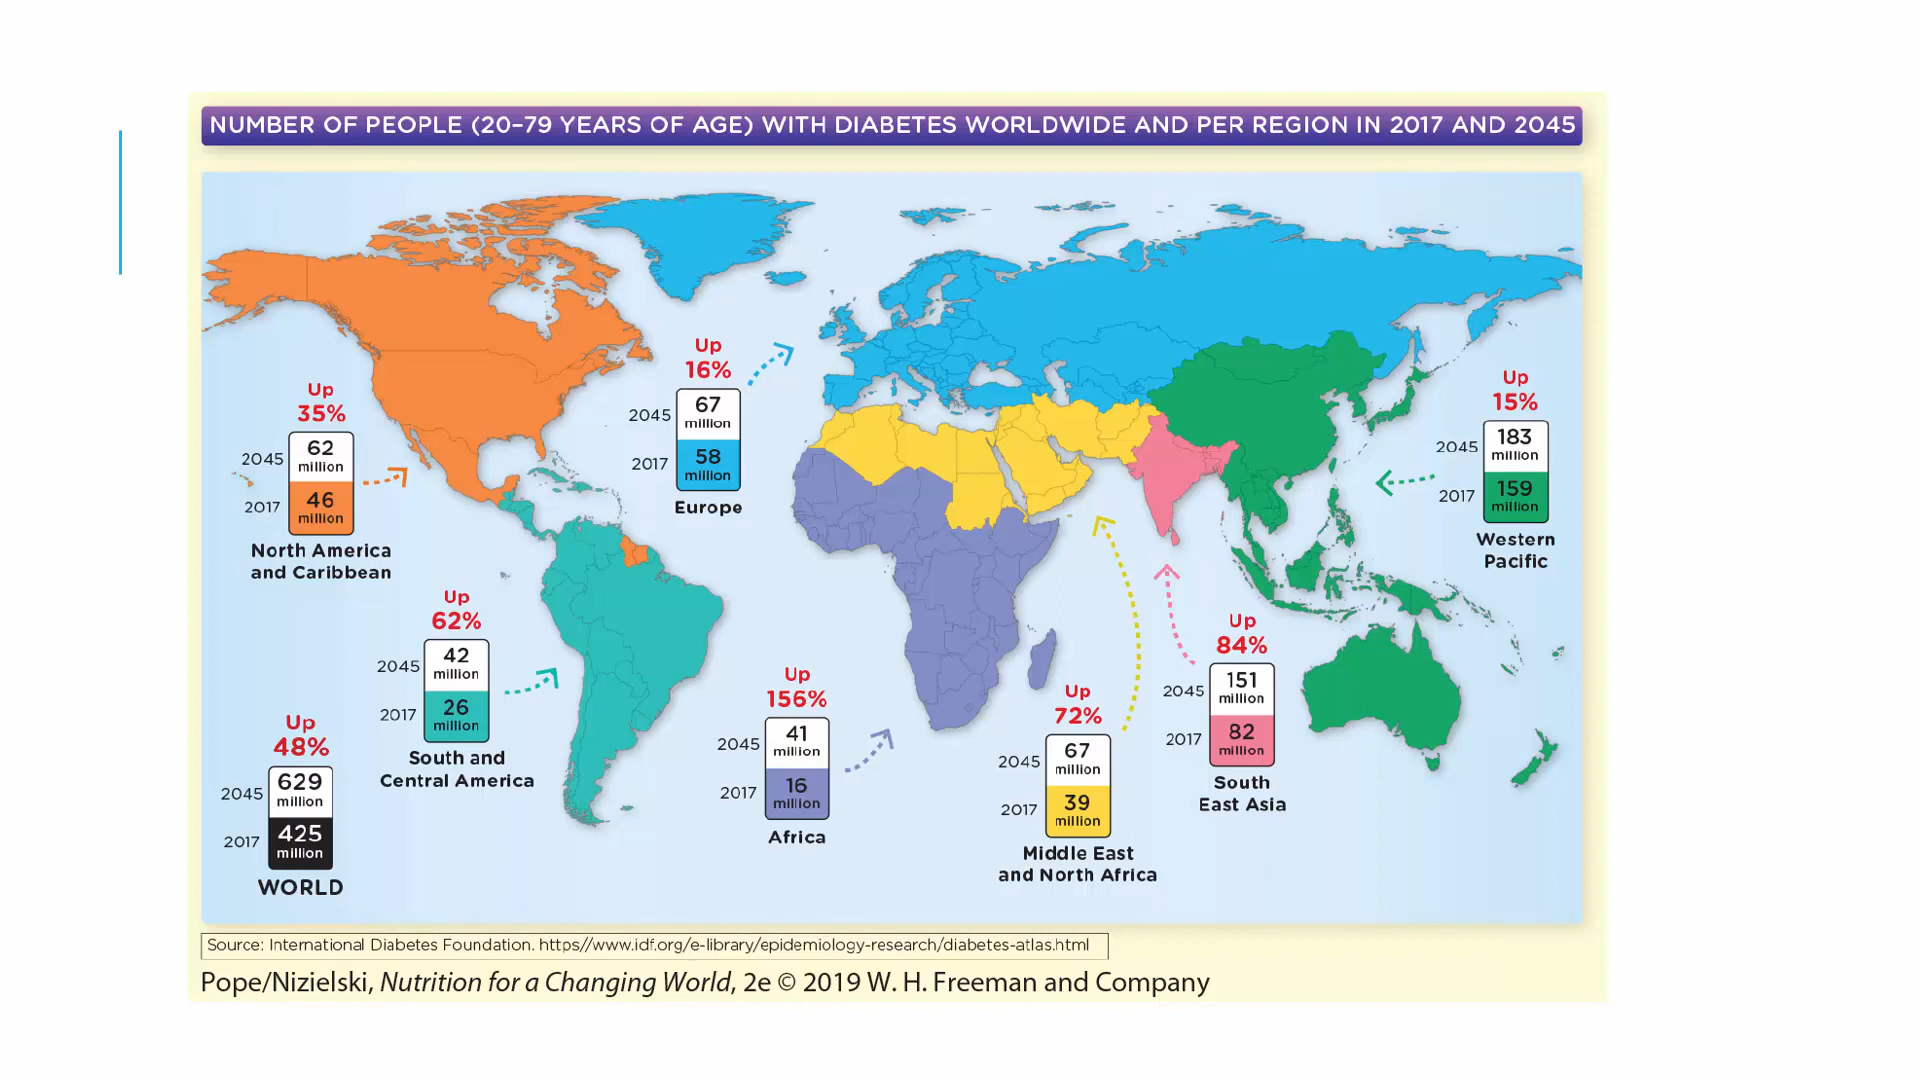 NUMBER OF PEOPLE (20–79 YEARS OF AGE) WITH DIABETES WORLDWIDE AND PER REGION IN 2017 AND 2045
Up
35%
2045
62
million
2017
46
million
North America
and Caribbean
Up
16%
2045
67
million
2017
58
million
Europe
Up
15%
2045
183
million
2017
159
million
Western
Pacific
Up
62%
2045
42
million
2017
26
million
South and
Central America
Up
84%
2045
151
million
2017
82
million
South
East Asia
Up
156%
2045
41
million
2017
16
million
Africa
Up
72%
2045
67
million
2017
39
million
Middle East
and North Africa
Up
48%
2045
629
million
2017
425
million
WORLD
Source: International Diabetes Foundation. https//www.idf.org/e-library/epidemiology-research/diabetes-atlas.html
Pope/Nizielski, Nutrition for a Changing World, 2e © 2019 W. H. Freeman and Company